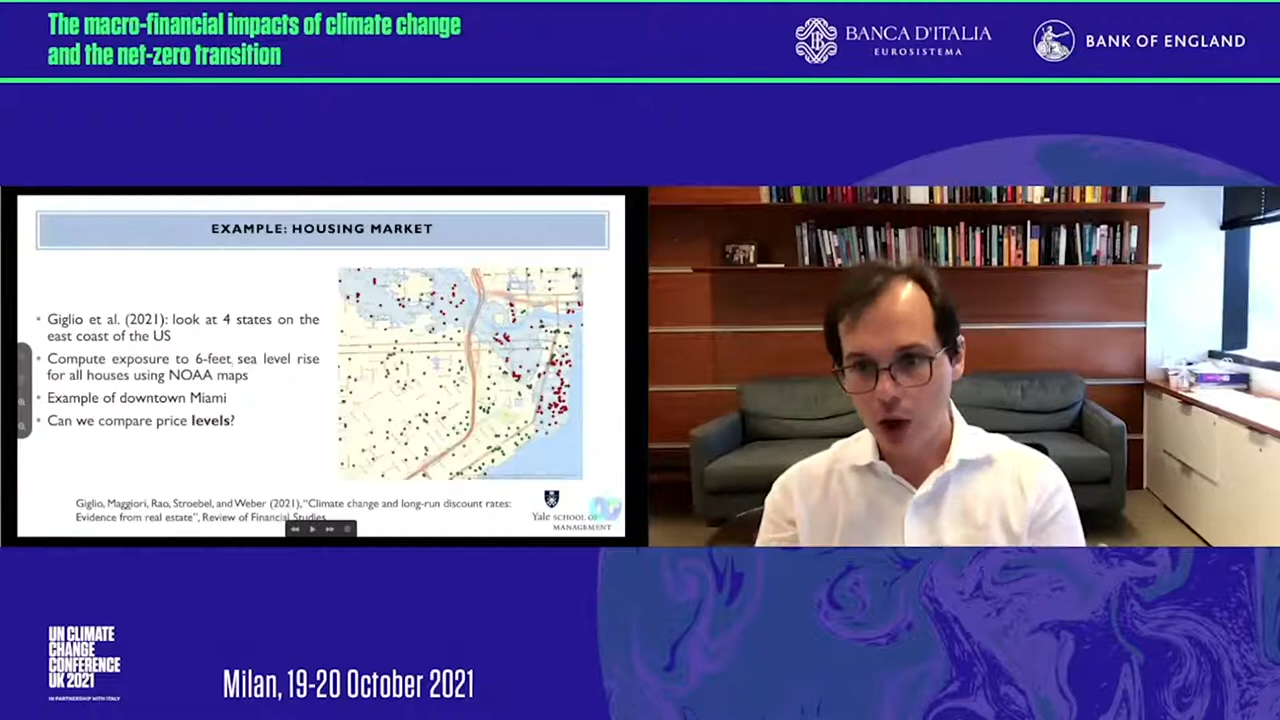 The macro-financial impacts of climate change
and the net-zero transition
BANCA D'ITALIA
EUROSISTEMA
BANK OF ENGLAND
EXAMPLE: HOUSING MARKET
• Giglio et al. (2021): look at 4 states on the
east coast of the US
• Compute exposure to 6-feet sea level rise
for all houses using NOAA maps
• Example of downtown Miami
• Can we compare price levels?
Giglio, Maggiori, Rao, Stroebel, and Weber (2021), "Climate change and long-run discount rates:
Evidence from real estate", Review of Financial Studies
Yale SCHOOL OF
MANAGEMENT
UN CLIMATE
CHANGE
CONFERENCE
UK 2021
IN PARTNERSHIP WITH ITALY
Milan, 19-20 October 2021